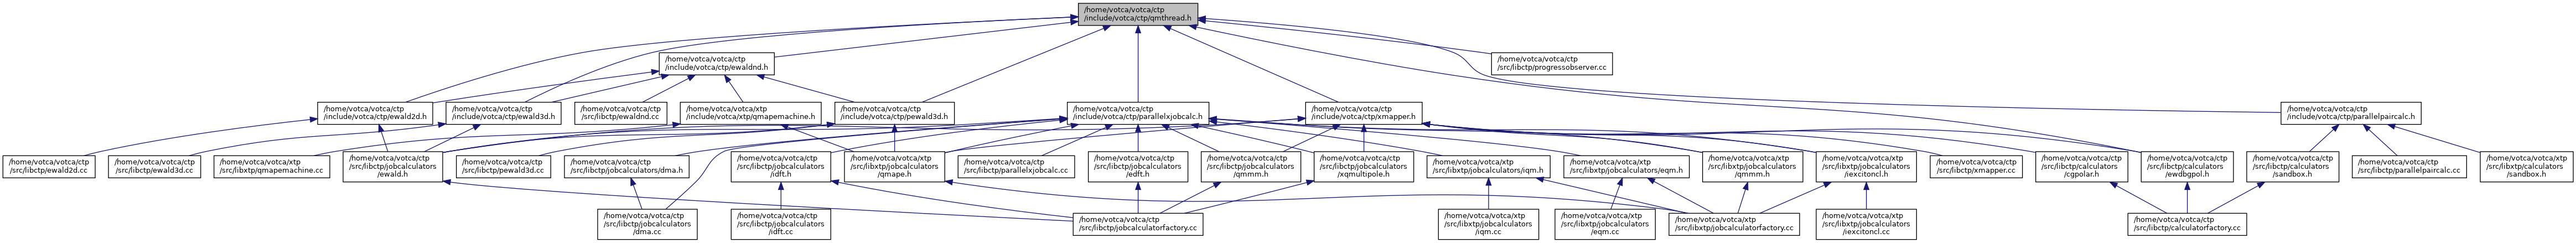 /home/votca/votca/ctp
/include/votca/ctp/qmthread.h
/home/votca/votca/ctp
/include/votca/ctp/ewaldnd.h
/home/votca/votca/ctp
/src/libctp/progressobserver.cc
/home/votca/votca/ctp
/include/votca/ctp/ewald2d.h
/home/votca/votca/ctp
/include/votca/ctp/ewald3d.h
/home/votca/votca/ctp
/src/libctp/ewaldnd.cc
/home/votca/votca/xtp
/include/votca/xtp/qmapemachine.h
/home/votca/votca/ctp
/include/votca/ctp/pewald3d.h
/home/votca/votca/ctp
/include/votca/ctp/parallelxjobcalc.h
/home/votca/votca/ctp
/include/votca/ctp/xmapper.h
/home/votca/votca/ctp
/include/votca/ctp/parallelpaircalc.h
/home/votca/votca/ctp
/src/libctp/ewald2d.cc
/home/votca/votca/ctp
/src/libctp/ewald3d.cc
/home/votca/votca/xtp
/src/libxtp/qmapemachine.cc
/home/votca/votca/ctp
/src/libctp/jobcalculators
/ewald.h
/home/votca/votca/ctp
/src/libctp/pewald3d.cc
/home/votca/votca/ctp
/src/libctp/jobcalculators/dma.h
/home/votca/votca/ctp
/src/libctp/jobcalculators
/idft.h
/home/votca/votca/xtp
/src/libxtp/jobcalculators
/qmape.h
/home/votca/votca/ctp
/src/libctp/parallelxjobcalc.cc
/home/votca/votca/ctp
/src/libctp/jobcalculators
/edft.h
/home/votca/votca/ctp
/src/libctp/jobcalculators
/qmmm.h
/home/votca/votca/ctp
/src/libctp/jobcalculators
/xqmultipole.h
/home/votca/votca/xtp
/src/libxtp/jobcalculators/iqm.h
/home/votca/votca/xtp
/src/libxtp/jobcalculators/eqm.h
/home/votca/votca/xtp
/src/libxtp/jobcalculators
/qmmm.h
/home/votca/votca/xtp
/src/libxtp/jobcalculators
/iexcitoncl.h
/home/votca/votca/ctp
/src/libctp/xmapper.cc
/home/votca/votca/ctp
/src/libctp/calculators
/cgpolar.h
/home/votca/votca/ctp
/src/libctp/calculators
/ewdbgpol.h
/home/votca/votca/ctp
/src/libctp/calculators
/sandbox.h
/home/votca/votca/ctp
/src/libctp/parallelpaircalc.cc
/home/votca/votca/xtp
/src/libxtp/calculators
/sandbox.h
/home/votca/votca/ctp
/src/libctp/jobcalculators
/dma.cc
/home/votca/votca/ctp
/src/libctp/jobcalculators
/idft.cc
/home/votca/votca/ctp
/src/libctp/jobcalculatorfactory.cc
/home/votca/votca/xtp
/src/libxtp/jobcalculators
/iqm.cc
/home/votca/votca/xtp
/src/libxtp/jobcalculators
/eqm.cc
/home/votca/votca/xtp
/src/libxtp/jobcalculatorfactory.cc
/home/votca/votca/xtp
/src/libxtp/jobcalculators
/iexcitoncl.cc
/home/votca/votca/ctp
/src/libctp/calculatorfactory.cc